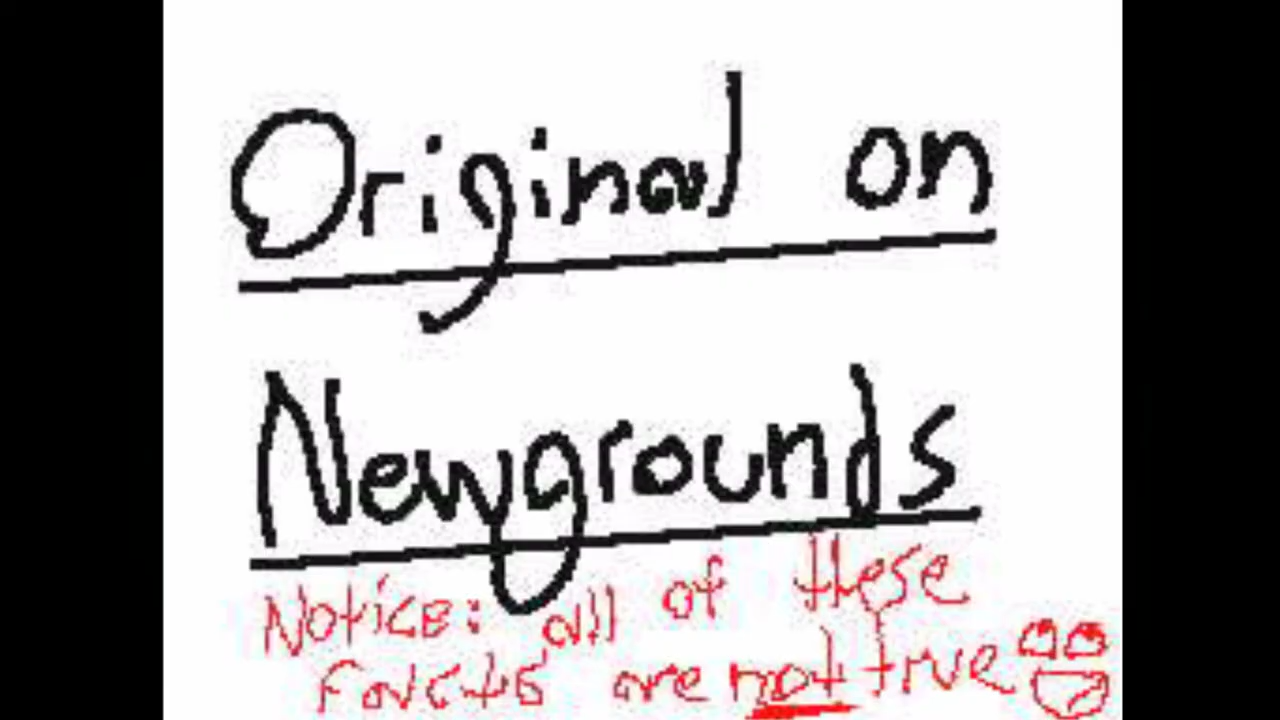 Original on
Newgrounds
Notice: all of these
facts are not true